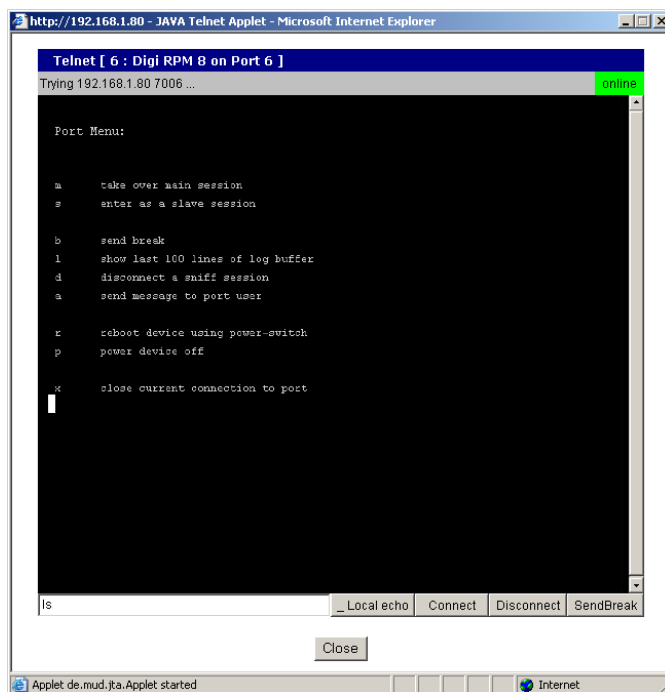 http://192.168.1.80 - JAVA Telnet Applet - Microsoft Internet Explorer
Telnet [ 6 : Digi RPM 8 on Port 6 ]
Trying 192.168.1.80 7006 ... online
Port Menu:
m take over main session
s enter as a slave session
b send break
l show last 100 lines of log buffer
d disconnect a sniff session
a send message to port user
r reboot device using power-switch
p power device off
x close current connection to port
ls _ Local echo Connect Disconnect SendBreak
Close
Applet de.mud.jta.Applet started Internet